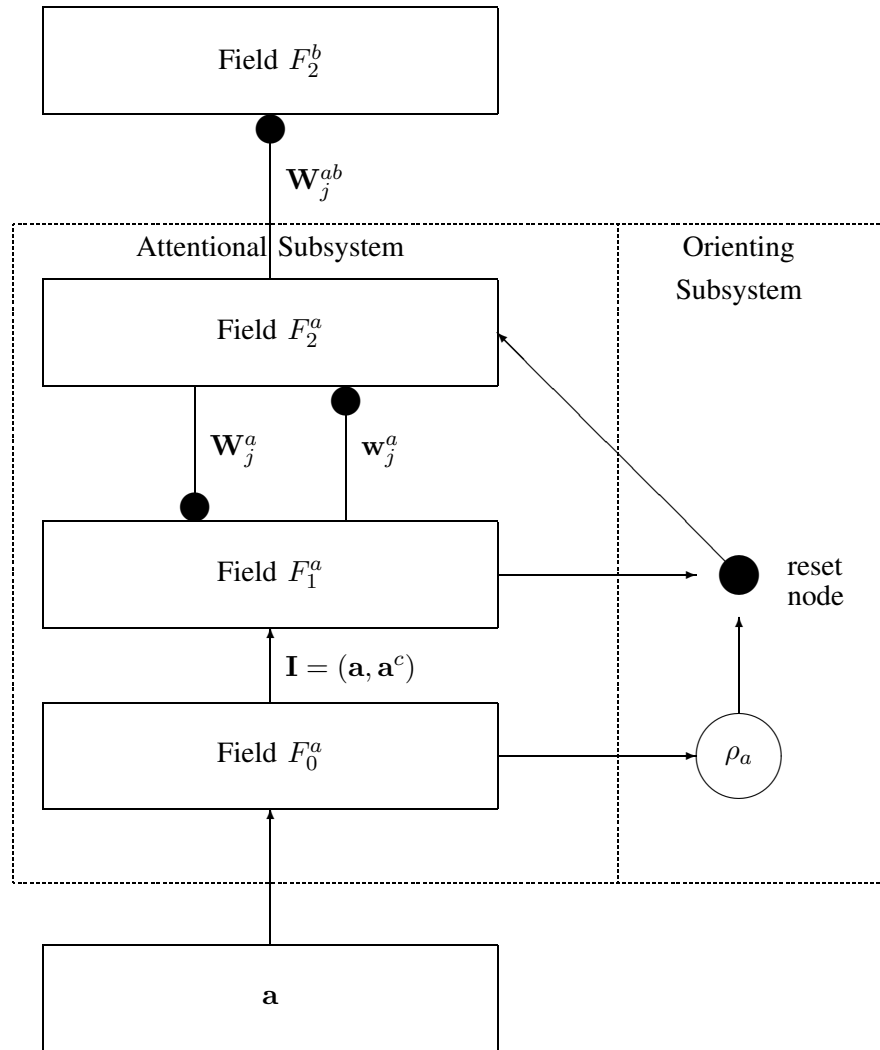 Field $F_2^b$
$\mathbf{W}_j^{ab}$
Attentional Subsystem
Orienting
Subsystem
Field $F_2^a$
$\mathbf{W}_j^a$
$\mathbf{w}_j^a$
Field $F_1^a$
reset
node
$\mathbf{I} = (\mathbf{a}, \mathbf{a}^c)$
Field $F_0^a$
$\rho_a$
$\mathbf{a}$